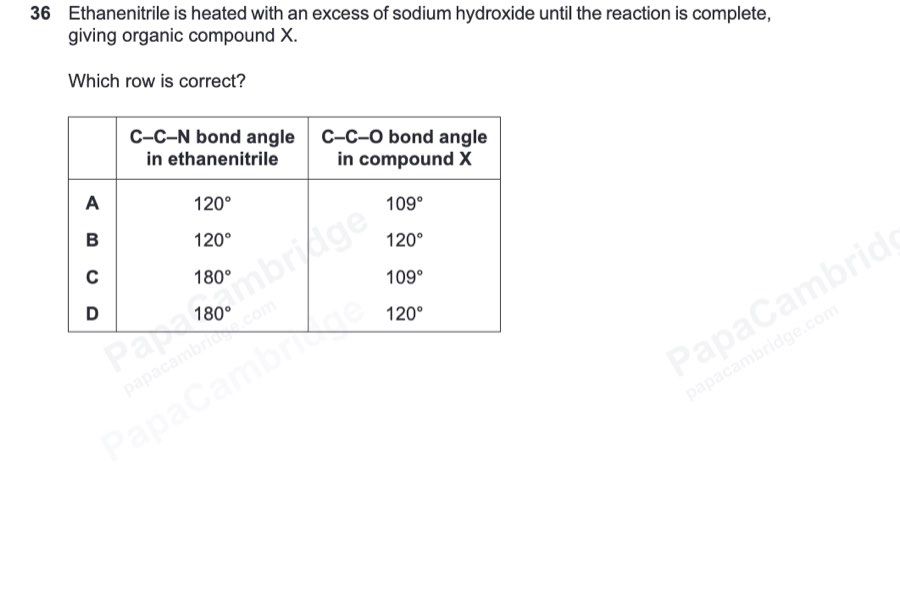 36 Ethanenitrile is heated with an excess of sodium hydroxide until the reaction is complete,
giving organic compound X.
Which row is correct?
C–C–N bond angle in ethanenitrile C–C–O bond angle in compound X
A 120° 109°
B 120° 120°
C 180° 109°
D 180° 120°
PapaCambridge
papacambridge.com
PapaCambridge
PapaCambridge
papacambridge.com